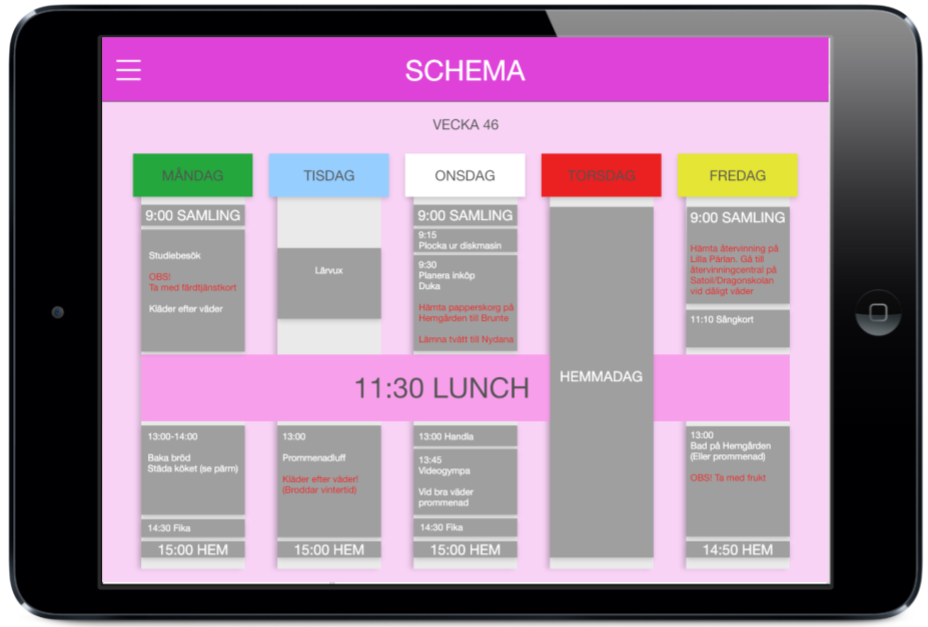 SCHEMA
VECKA 46
MÅNDAG
9:00 SAMLING
Studiebesök
OBS!
Ta med färdtjänstkort
Kläder efter väder
TISDAG
Lärvux
ONSDAG
9:00 SAMLING
9:15
Plocka ur diskmasin
9:30
Planera inköp
Duka
Hämta papperskorg på
Hemgården till Brunte
Lämna tvätt till Nydana
TORSDAG
HEMMADAG
FREDAG
9:00 SAMLING
Hämta återvinning på
Lilla Pärlan. Gå till
återvinningcentral på
Satoil/Dragonskolan
vid dåligt väder
11:10 Sångkort
11:30 LUNCH
13:00-14:00
Baka bröd
Städa köket (se pärm)
14:30 Fika
15:00 HEM
13:00
Promenadluff
Kläder efter väder!
(Broddar vintertid)
15:00 HEM
13:00 Handla
13:45
Videogympa
Vid bra väder
promenad
14:30 Fika
15:00 HEM
13:00
Bad på Hemgården
(Eller prommenad)
OBS! Ta med frukt
14:50 HEM